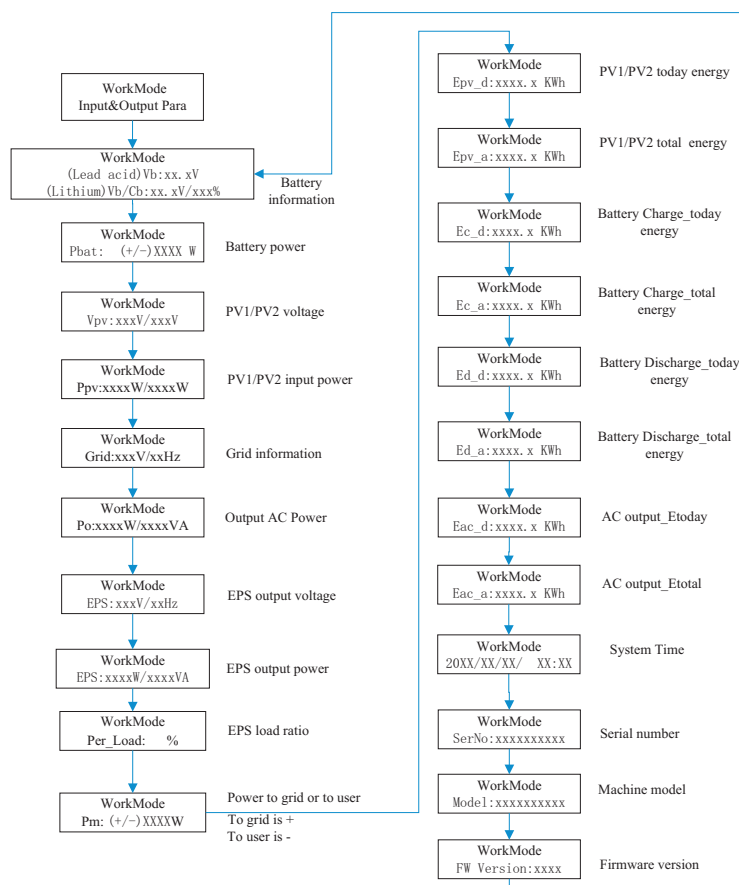 WorkMode
Input&Output Para
WorkMode
(Lead acid)Vb:xx.xV
(Lithium)Vb/Cb:xx.xV/xxx%
Battery
information
WorkMode
Pbat: (+/-)XXXX W
Battery power
WorkMode
Vpv:xxxV/xxxV
PV1/PV2 voltage
WorkMode
Ppv:xxxxW/xxxxW
PV1/PV2 input power
WorkMode
Grid:xxxV/xxHz
Grid information
WorkMode
Po:xxxxW/xxxxVA
Output AC Power
WorkMode
EPS:xxxV/xxHz
EPS output voltage
WorkMode
EPS:xxxxW/xxxxVA
EPS output power
WorkMode
Per_Load: %
EPS load ratio
WorkMode
Pm: (+/-)XXXXW
Power to grid or to user
To grid is +
To user is -
WorkMode
Epv_d:xxxx.x KWh
PV1/PV2 today energy
WorkMode
Epv_a:xxxx.x KWh
PV1/PV2 total energy
WorkMode
Ec_d:xxxx.x KWh
Battery Charge_today
energy
WorkMode
Ec_a:xxxx.x KWh
Battery Charge_total
energy
WorkMode
Ed_d:xxxx.x KWh
Battery Discharge_today
energy
WorkMode
Ed_a:xxxx.x KWh
Battery Discharge_total
energy
WorkMode
Eac_d:xxxx.x KWh
AC output_Etoday
WorkMode
Eac_a:xxxx.x KWh
AC output_Etotal
WorkMode
20XX/XX/XX/ XX:XX
System Time
WorkMode
SerNo:xxxxxxxxxx
Serial number
WorkMode
Model:xxxxxxxxxx
Machine model
WorkMode
FW Version:xxxx
Firmware version